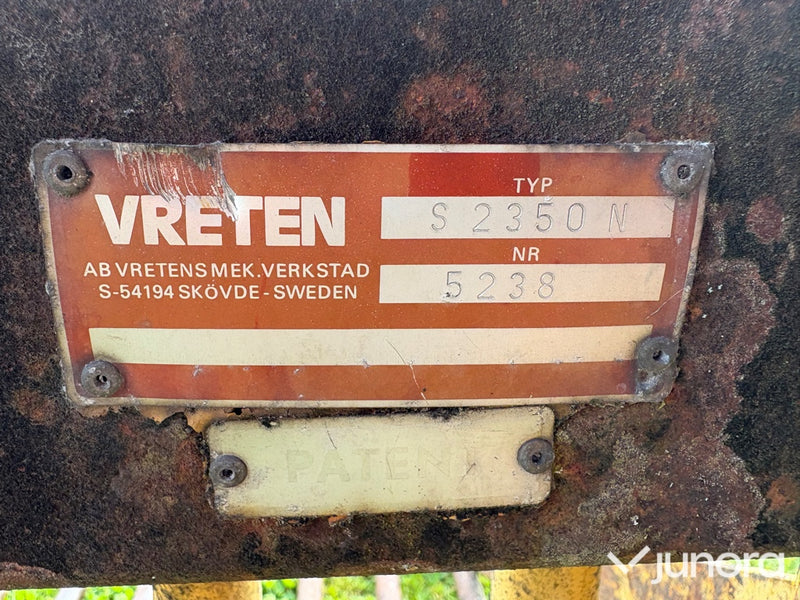 VRETEN
AB VRETENS MEK. VERKSTAD
S-54194 SKÖVDE - SWEDEN
TYP
S 2350 N
NR
5238
PATENT
junora